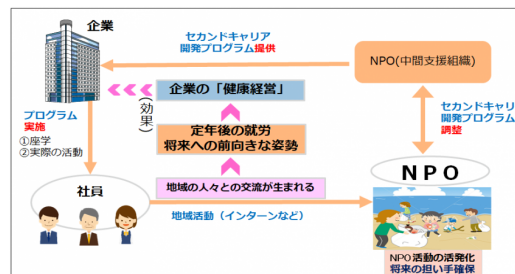 企業
セカンドキャリア
開発プログラム提供
NPO(中間支援組織)
企業の「健康経営」
(効果)
プログラム
実施
①座学
②実際の活動
定年後の就労
将来への前向きな姿勢
セカンドキャリ
開発プログラム
調整
社員
地域の人々との交流が生まれる
NPO
地域活動（インターンなど）
NPO活動の活発化
将来の担い手確保